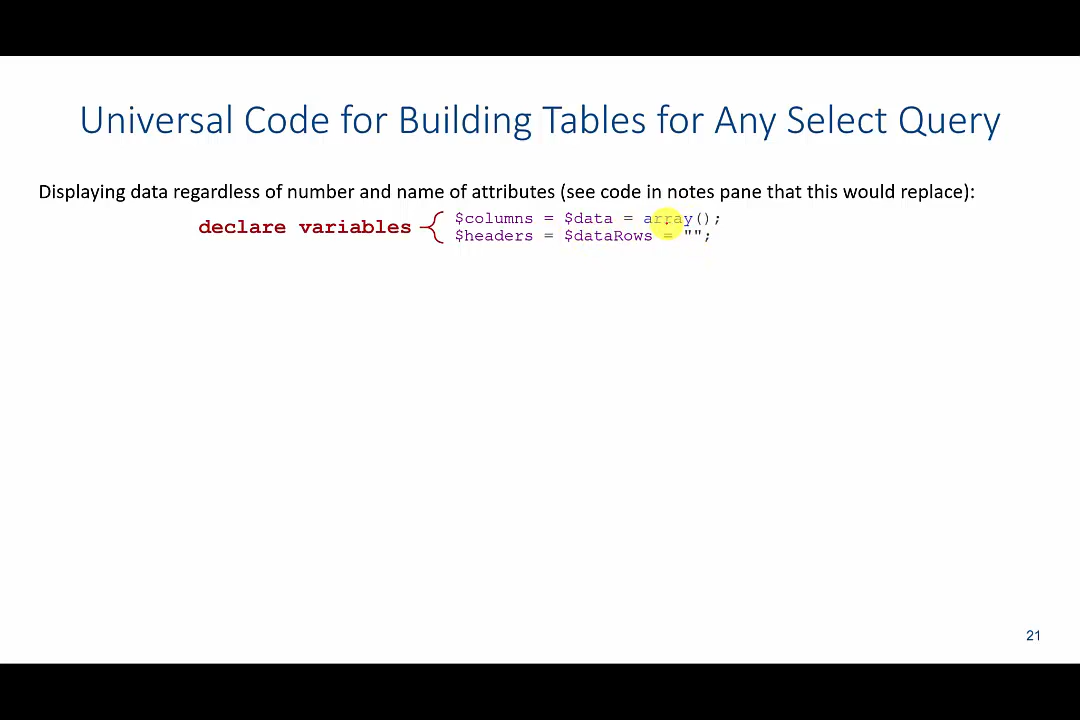 Universal Code for Building Tables for Any Select Query
Displaying data regardless of number and name of attributes (see code in notes pane that this would replace):
declare variables
$columns = $data = array();
$headers = $dataRows = "";
21